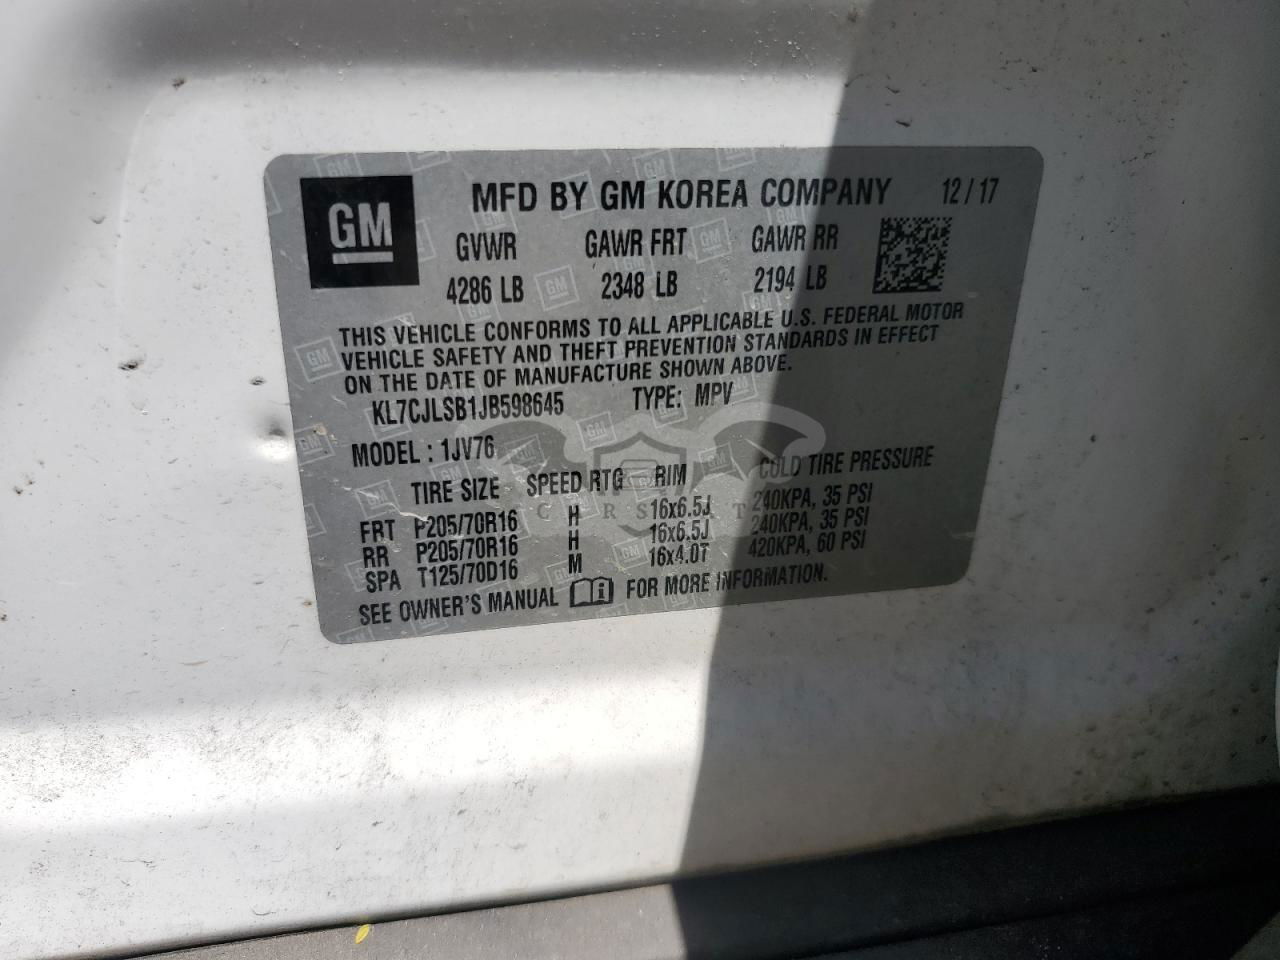 GM
MFD BY GM KOREA COMPANY 12/17
GVWR GAWR FRT GAWR RR
4286 LB 2348 LB 2194 LB
THIS VEHICLE CONFORMS TO ALL APPLICABLE U.S. FEDERAL MOTOR
VEHICLE SAFETY AND THEFT PREVENTION STANDARDS IN EFFECT
ON THE DATE OF MANUFACTURE SHOWN ABOVE.
KL7CJLSB1JB598645 TYPE: MPV
MODEL : 1JV76
TIRE SIZE SPEED RTG RIM COLD TIRE PRESSURE
FRT P205/70R16 H 16x6.5J 240KPA, 35 PSI
RR P205/70R16 H 16x6.5J 240KPA, 35 PSI
SPA T125/70D16 M 16x4.0T 420KPA, 60 PSI
SEE OWNER'S MANUAL FOR MORE INFORMATION.